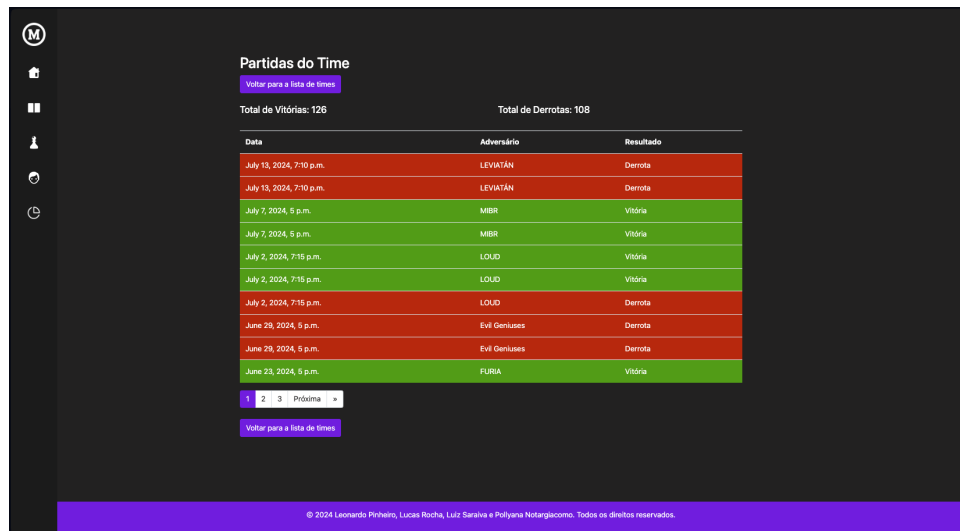 M
Partidas do Time
Voltar para a lista de times
Total de Vitórias: 126 Total de Derrotas: 108
Data Adversário Resultado
July 13, 2024, 7:10 p.m. LEVIATÁN Derrota
July 13, 2024, 7:10 p.m. LEVIATÁN Derrota
July 7, 2024, 5 p.m. MIBR Vitória
July 7, 2024, 5 p.m. MIBR Vitória
July 2, 2024, 7:15 p.m. LOUD Vitória
July 2, 2024, 7:15 p.m. LOUD Vitória
July 2, 2024, 7:15 p.m. LOUD Derrota
June 29, 2024, 5 p.m. Evil Geniuses Derrota
June 29, 2024, 5 p.m. Evil Geniuses Derrota
June 23, 2024, 5 p.m. FURIA Vitória
1 2 3 Próxima »
Voltar para a lista de times
© 2024 Leonardo Pinheiro, Lucas Rocha, Luiz Saraiva e Pollyana Notargiacomo. Todos os direitos reservados.